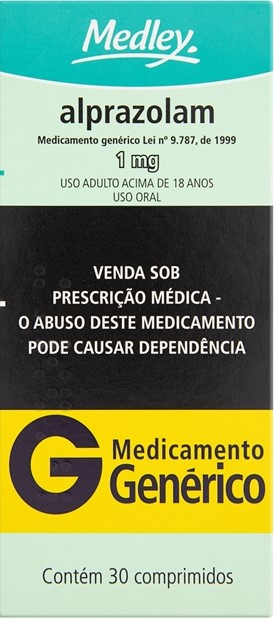 Medley.
alprazolam
Medicamento genérico Lei nº 9.787, de 1999
1 mg
USO ADULTO ACIMA DE 18 ANOS
USO ORAL
VENDA SOB
PRESCRIÇÃO MÉDICA -
O ABUSO DESTE MEDICAMENTO
PODE CAUSAR DEPENDÊNCIA
G Medicamento
Genérico
Contém 30 comprimidos